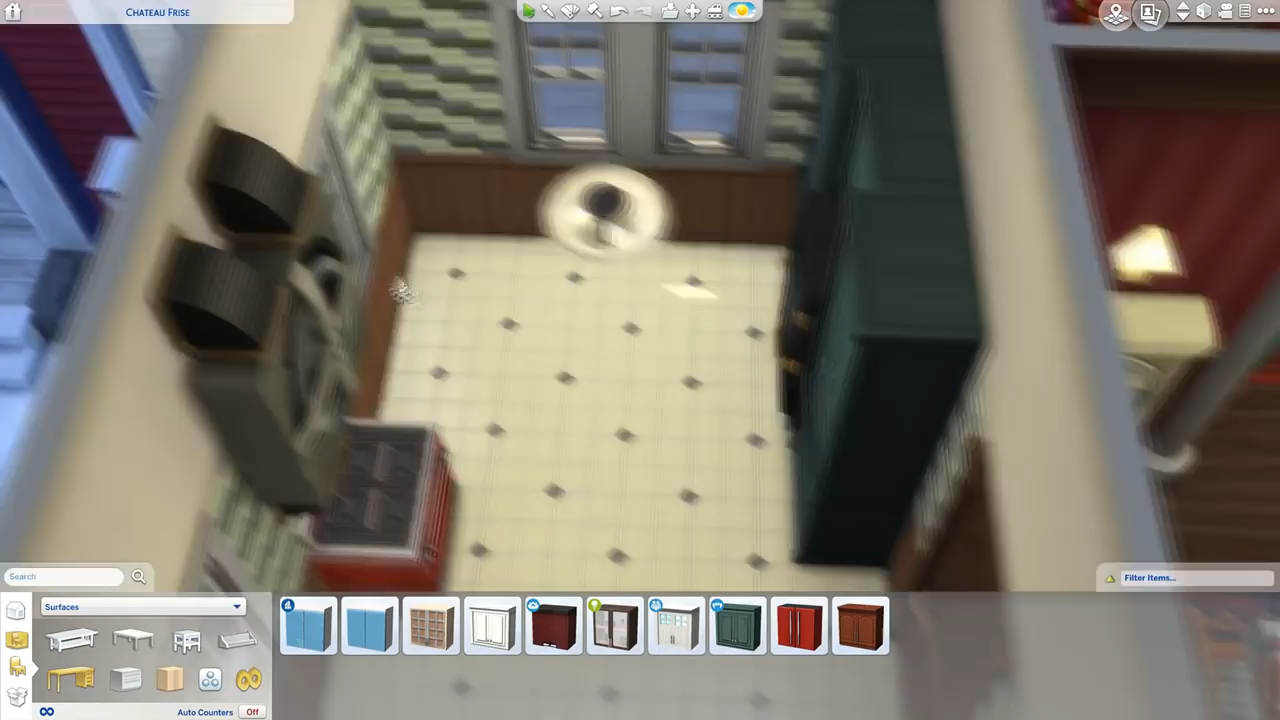 CHATEAU FRISE
Search
Filter Items...
Surfaces
Auto Counters Off